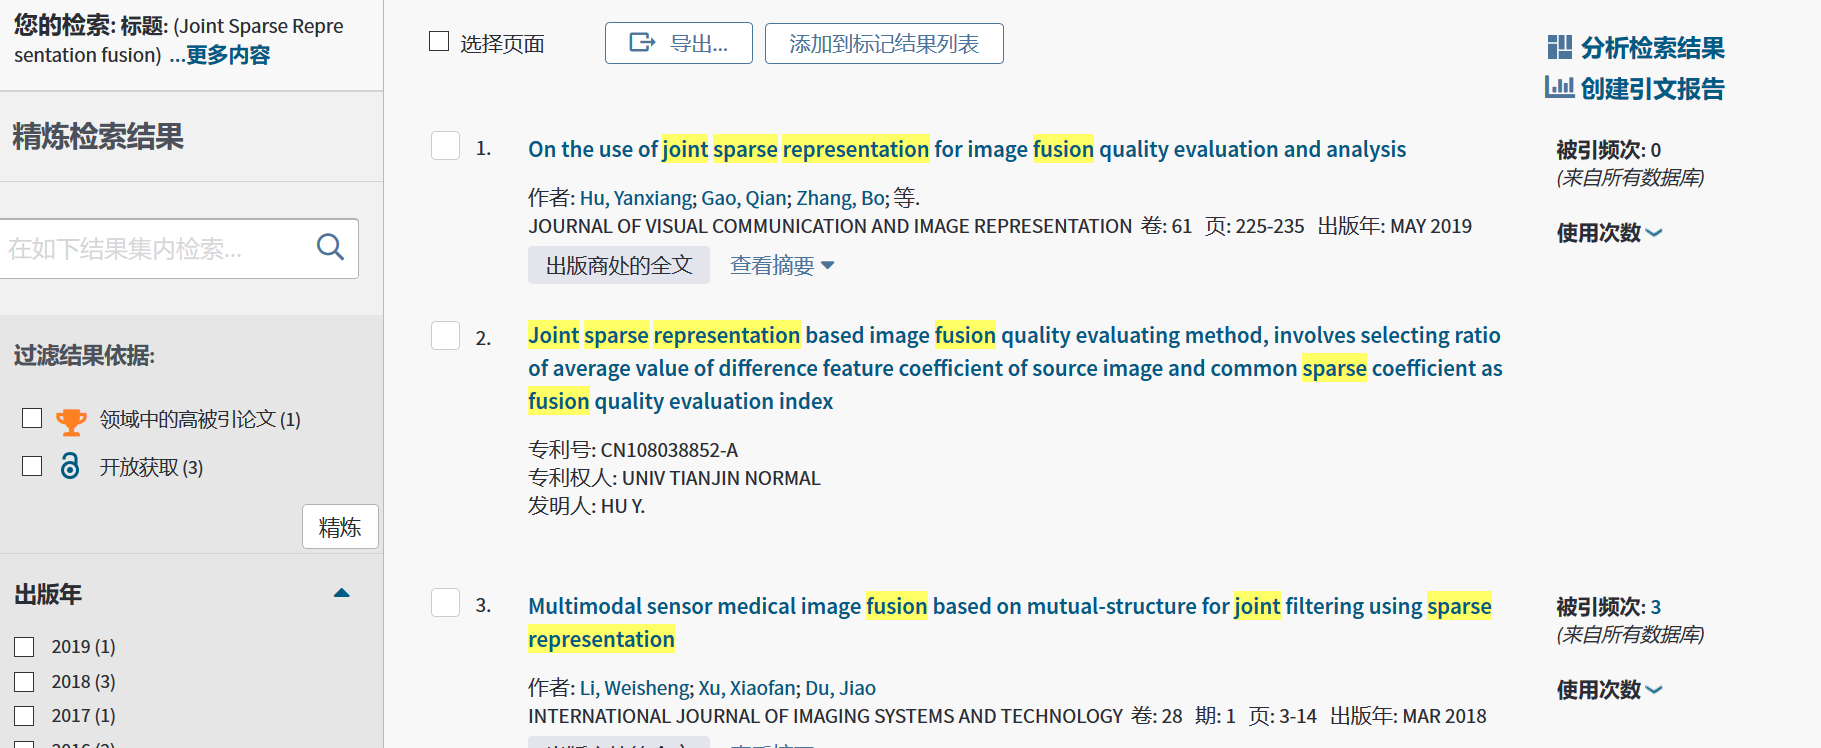 您的检索: 标题: (Joint Sparse Repre
sentation fusion) ...更多内容
精炼检索结果
在如下结果集内检索...
过滤结果依据:
领域中的高被引论文 (1)
开放获取 (3)
精炼
出版年
2019 (1)
2018 (3)
2017 (1)
选择页面
导出...
添加到标记结果列表
1.
On the use of joint sparse representation for image fusion quality evaluation and analysis
作者: Hu, Yanxiang; Gao, Qian; Zhang, Bo; 等.
JOURNAL OF VISUAL COMMUNICATION AND IMAGE REPRESENTATION 卷: 61 页: 225-235 出版年: MAY 2019
出版商处的全文 查看摘要
2.
Joint sparse representation based image fusion quality evaluating method, involves selecting ratio
of average value of difference feature coefficient of source image and common sparse coefficient as
fusion quality evaluation index
专利号: CN108038852-A
专利权人: UNIV TIANJIN NORMAL
发明人: HU Y.
3.
Multimodal sensor medical image fusion based on mutual-structure for joint filtering using sparse
representation
作者: Li, Weisheng; Xu, Xiaofan; Du, Jiao
INTERNATIONAL JOURNAL OF IMAGING SYSTEMS AND TECHNOLOGY 卷: 28 期: 1 页: 3-14 出版年: MAR 2018
分析检索结果
创建引文报告
被引频次: 0
(来自所有数据库)
使用次数
被引频次: 3
(来自所有数据库)
使用次数